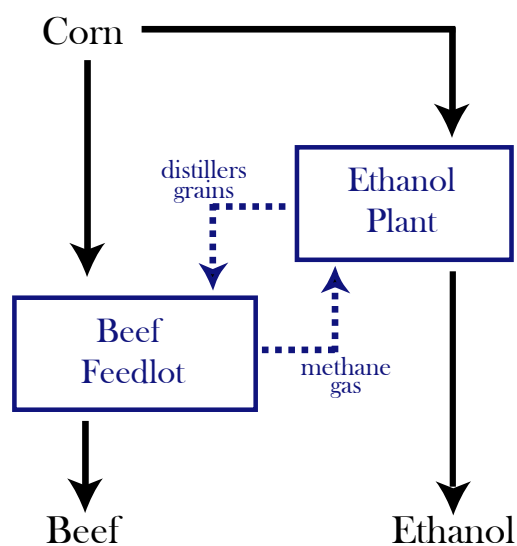 Corn
distillers
grains
Ethanol
Plant
Beef
Feedlot
methane
gas
Beef
Ethanol